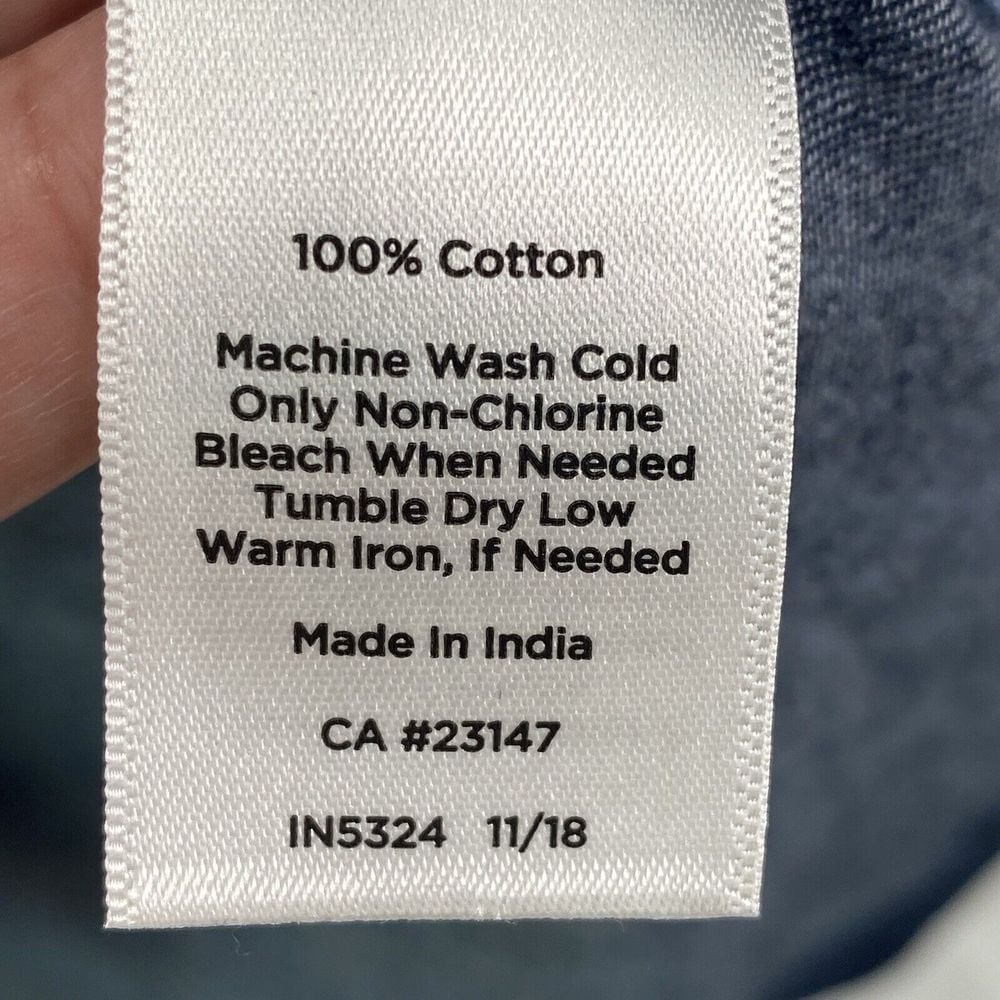 100% Cotton
Machine Wash Cold
Only Non-Chlorine
Bleach When Needed
Tumble Dry Low
Warm Iron, If Needed
Made In India
CA #23147
IN5324 11/18